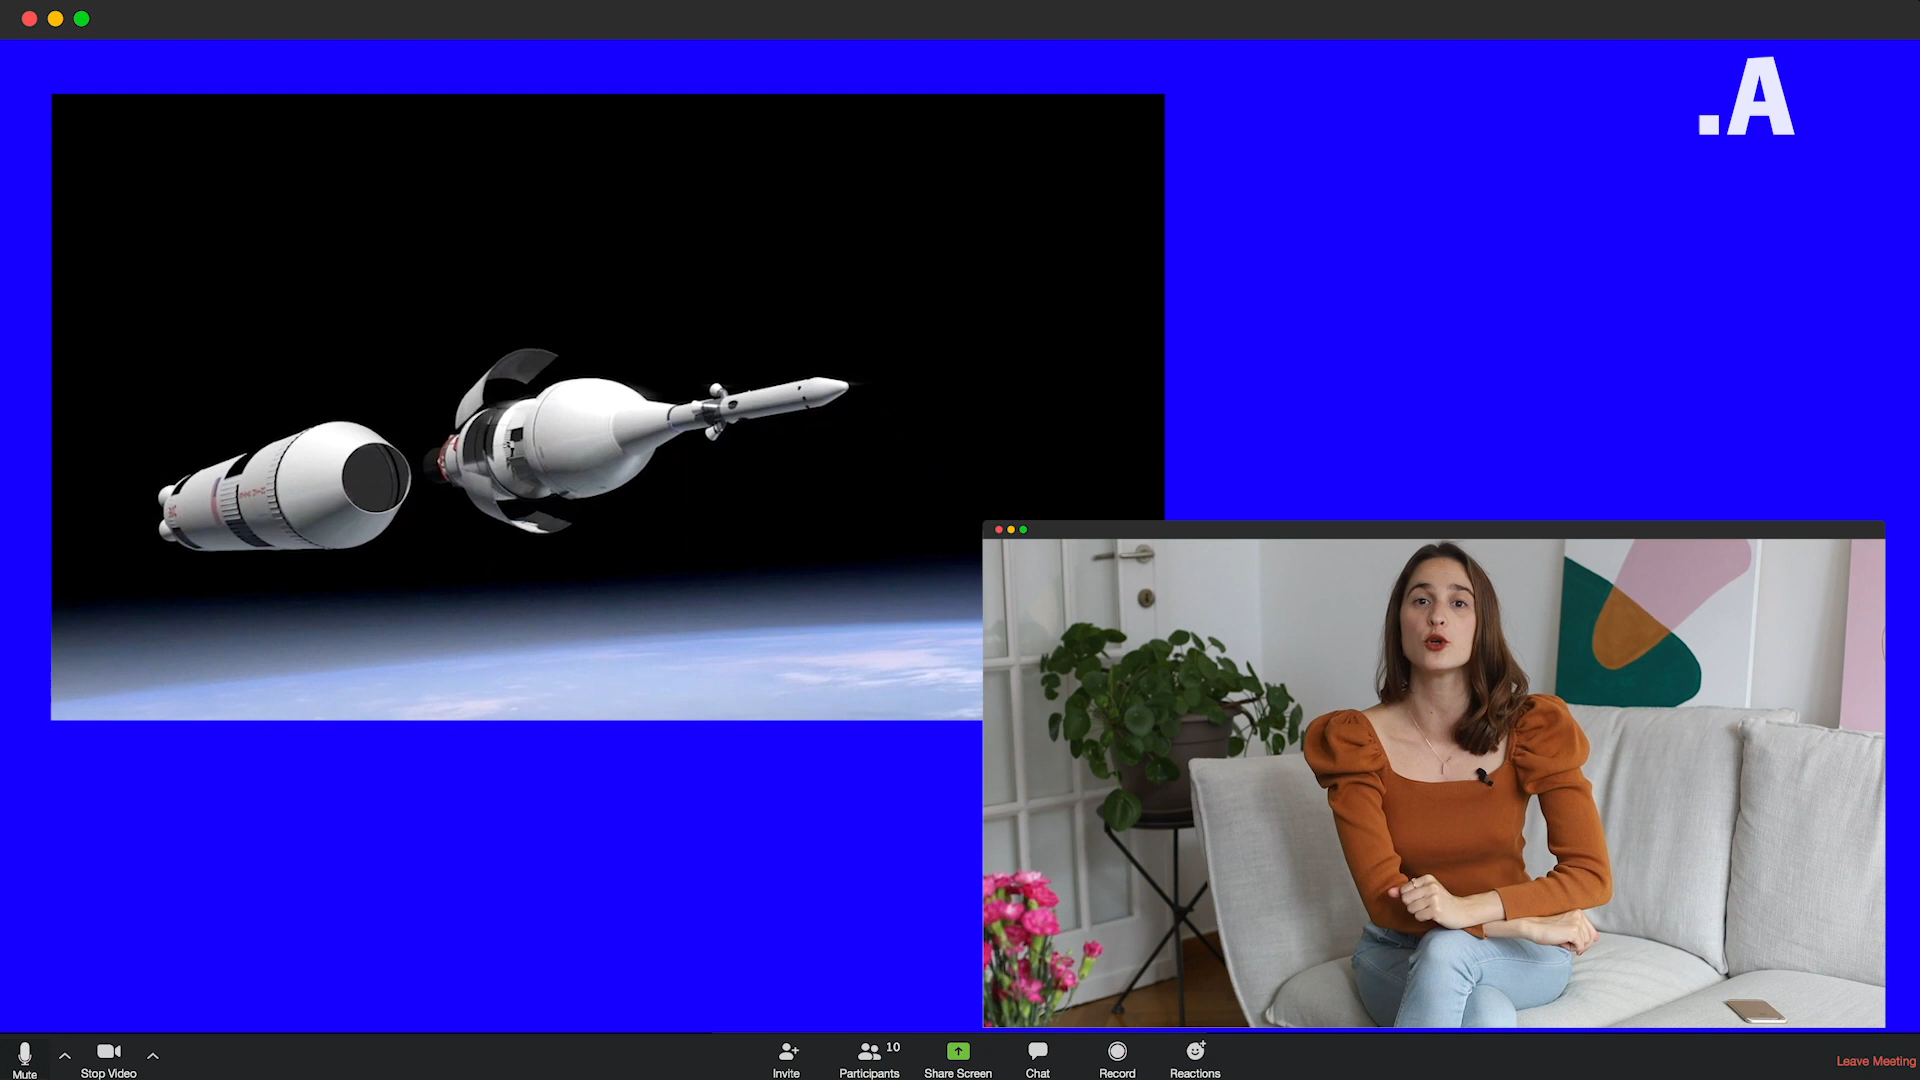 .A
Mute
Stop Video
Invite
Participants
10
Share Screen
Chat
Record
Reactions
Leave Meeting